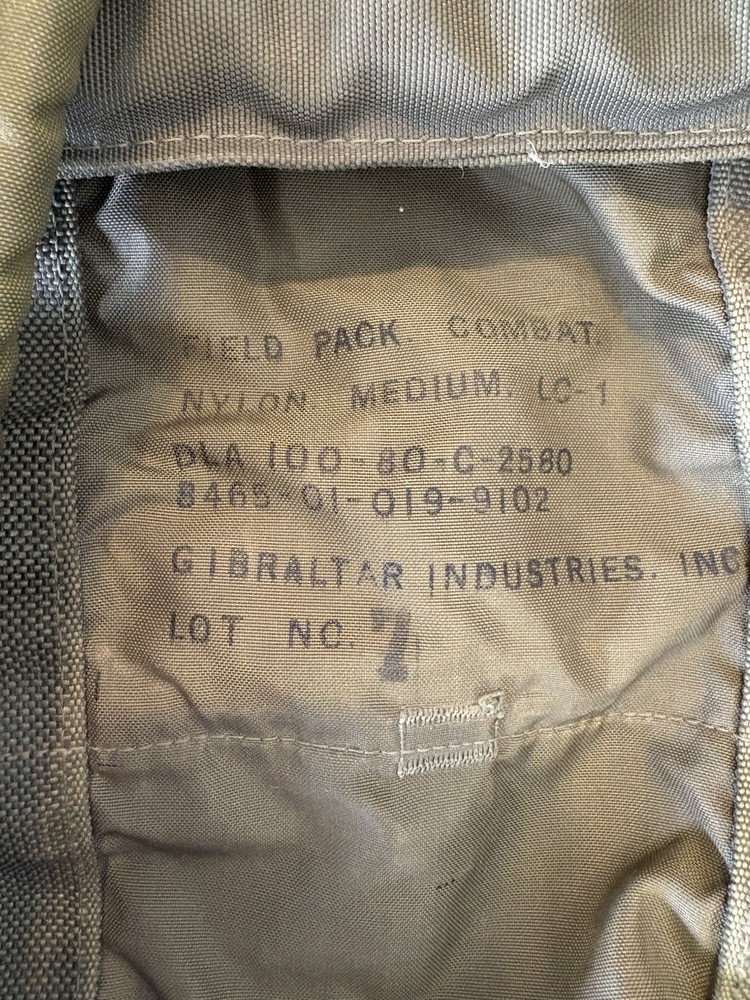 FIELD PACK. COMBAT.
NYLON MEDIUM. LC-1
DLA 100-80-C-2580
8465-01-019-9102
GIBRALTAR INDUSTRIES. INC
LOT NO. 7